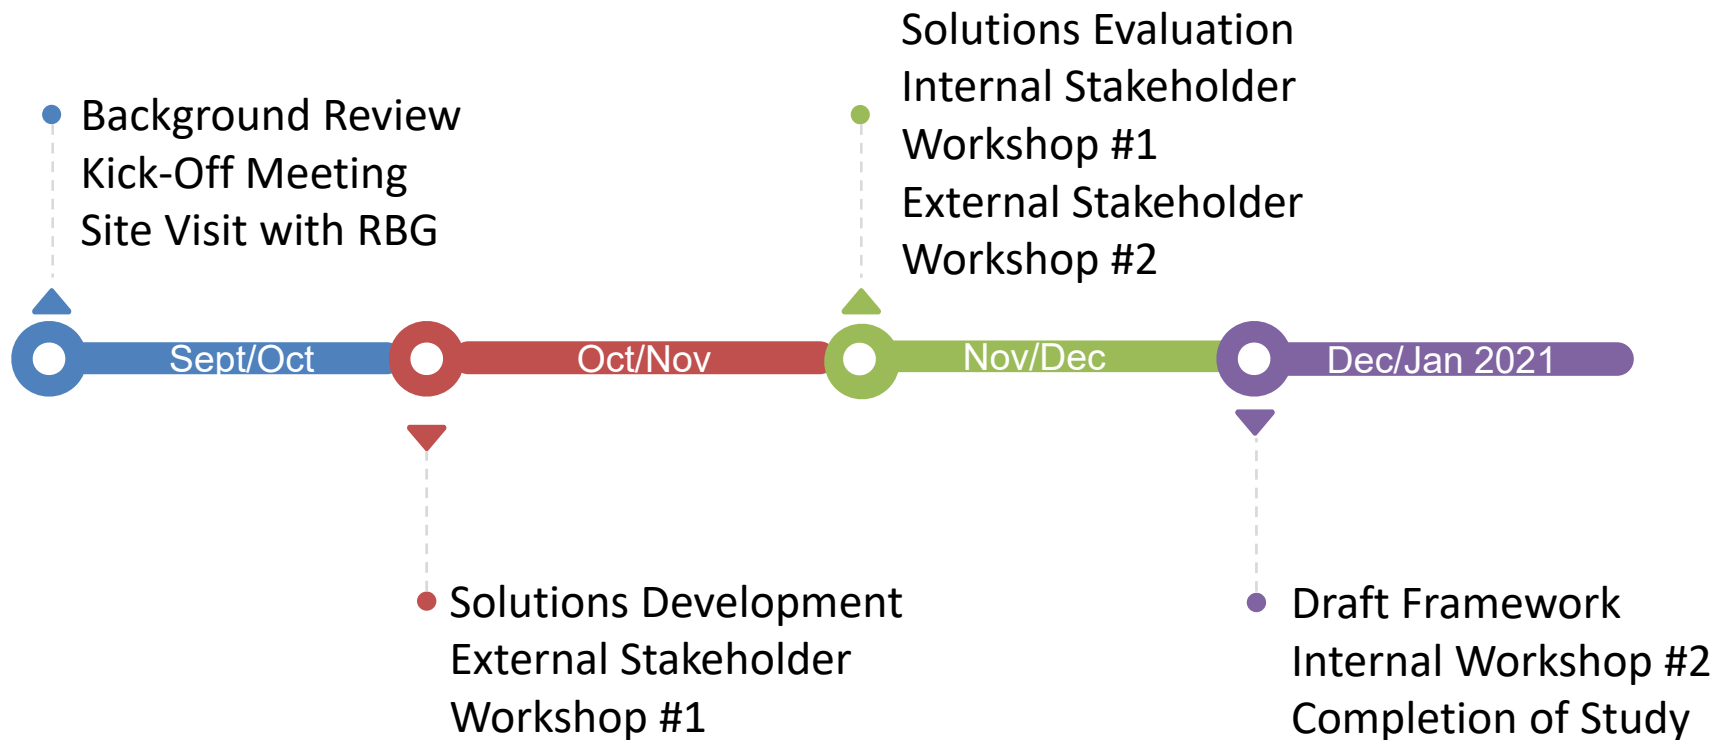 Background Review
Kick-Off Meeting
Site Visit with RBG
Solutions Evaluation
Internal Stakeholder
Workshop #1
External Stakeholder
Workshop #2
Sept/Oct
Oct/Nov
Nov/Dec
Dec/Jan 2021
Solutions Development
External Stakeholder
Workshop #1
Draft Framework
Internal Workshop #2
Completion of Study